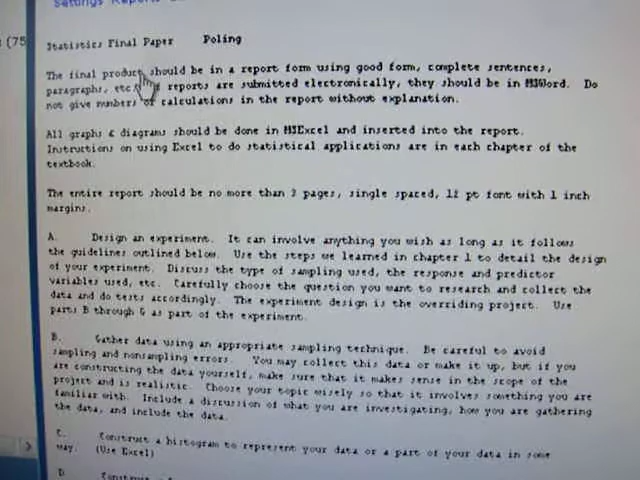 Settings Reports
(75
Statistics Final Paper Poling
The final product should be in a report form using good form, complete sentences,
paragraphs, etc. If reports are submitted electronically, they should be in MSWord. Do
not give numbers or calculations in the report without explanation.
All graphs & diagrams should be done in MSExcel and inserted into the report.
Instructions on using Excel to do statistical applications are in each chapter of the
textbook.
The entire report should be no more than 3 pages, single spaced, 12 pt font with 1 inch
margins.
A. Design an experiment. It can involve anything you wish as long as it follows
the guidelines outlined below. Use the steps we learned in chapter 1 to detail the design
of your experiment. Discuss the type of sampling used, the response and predictor
variables used, etc. Carefully choose the question you want to research and collect the
data and do tests accordingly. The experiment design is the overriding project. Use
parts B through G as part of the experiment.
B. Gather data using an appropriate sampling technique. Be careful to avoid
sampling and nonsampling errors. You may collect this data or make it up, but if you
are constructing the data yourself, make sure that it makes sense in the scope of the
project and is realistic. Choose your topic wisely so that it involves something you are
familiar with. Include a discussion of what you are investigating, how you are gathering
the data, and include the data.
C. Construct a histogram to represent your data or a part of your data in some
way. (Use Excel)
D. Construct